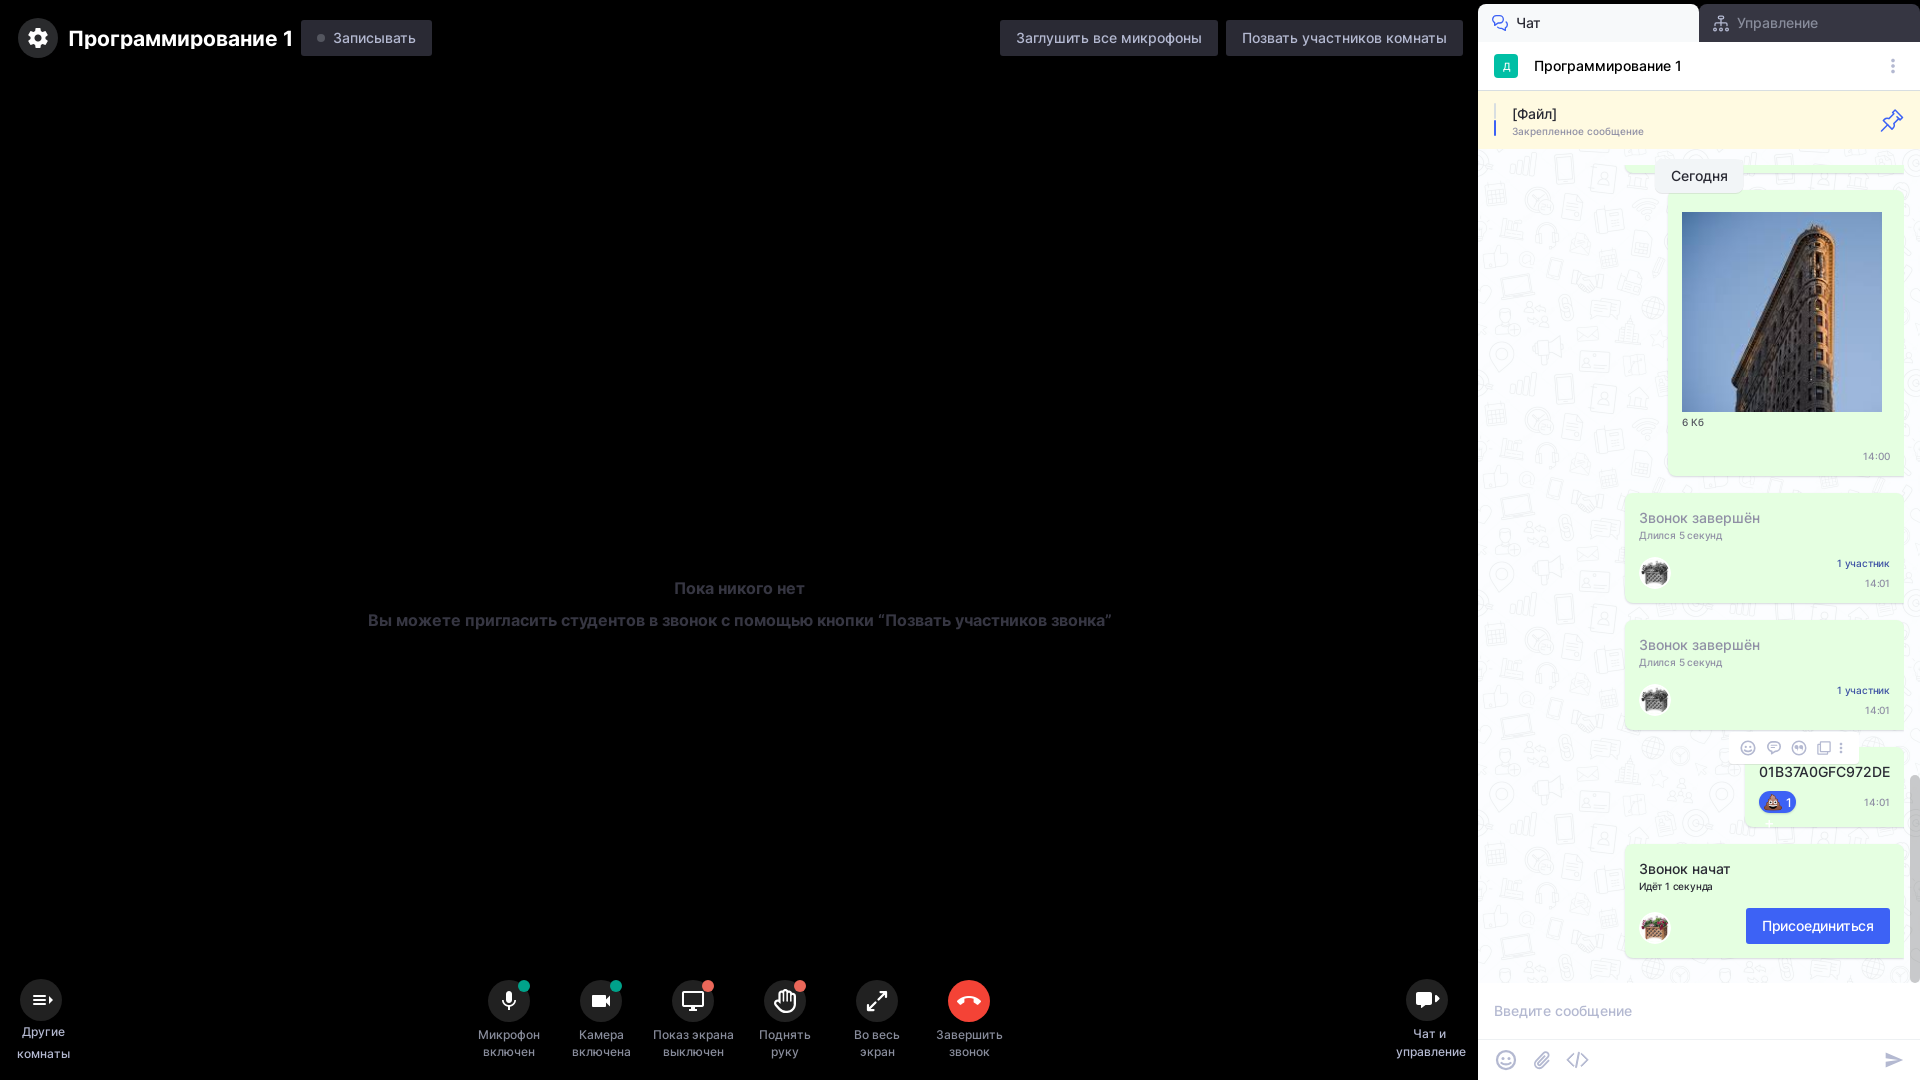 Программирование 1
Записывать
Заглушить все микрофоны
Позвать участников комнаты
Пока никого нет
Вы можете пригласить студентов в звонок с помощью кнопки “Позвать участников звонка”
Другие
комнаты
Микрофон
включен
Камера
включена
Показ экрана
выключен
Поднять
руку
Во весь
экран
Завершить
звонок
Чат и
управление
Чат
Управление
Д
Программирование 1
[Файл]
Закрепленное сообщение
Сегодня
6 Кб
14:00
Звонок завершён
Длился 5 секунд
1 участник
14:01
Звонок завершён
Длился 5 секунд
1 участник
14:01
01B37A0GFC972DE
1
14:01
Звонок начат
Идёт 1 секунда
Присоединиться
Введите сообщение